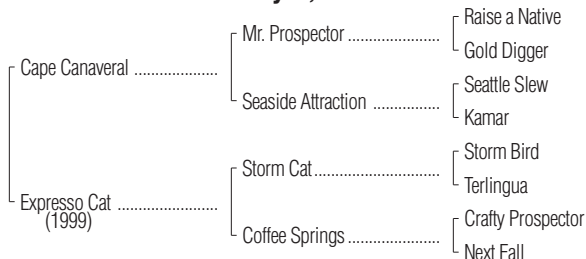 Raise a Native
Mr. Prospector ....................
Gold Digger
Cape Canaveral .....................
Seattle Slew
Seaside Attraction .................
Kamar
Storm Bird
Storm Cat...............................
Terlingua
Expresso Cat .........................
(1999)
Crafty Prospector
Coffee Springs.......................
Next Fall